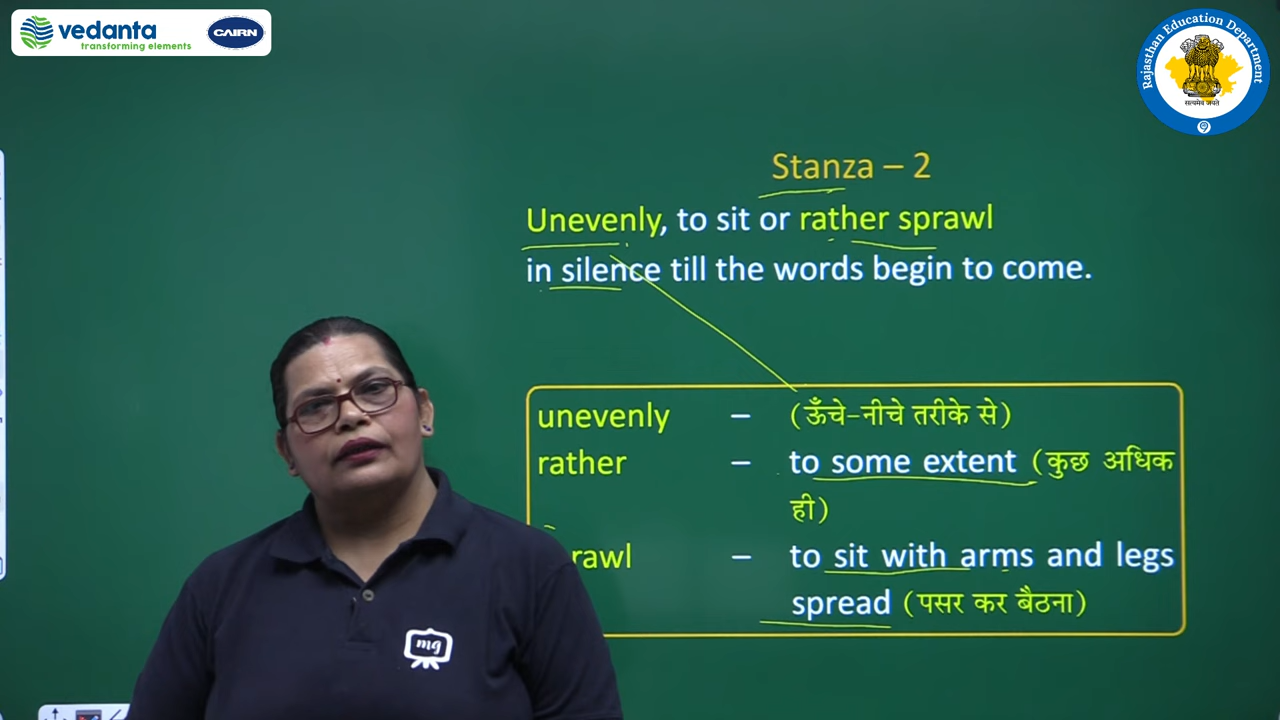 vedanta
transforming elements
CAIRN
Rajasthan Education Department
सत्यमेव जयते
Stanza – 2
Unevenly, to sit or rather sprawl
in silence till the words begin to come.
unevenly – (ऊँचे-नीचे तरीके से)
rather – to some extent (कुछ अधिक
ही)
rawl – to sit with arms and legs
spread (पसर कर बैठना)
mg